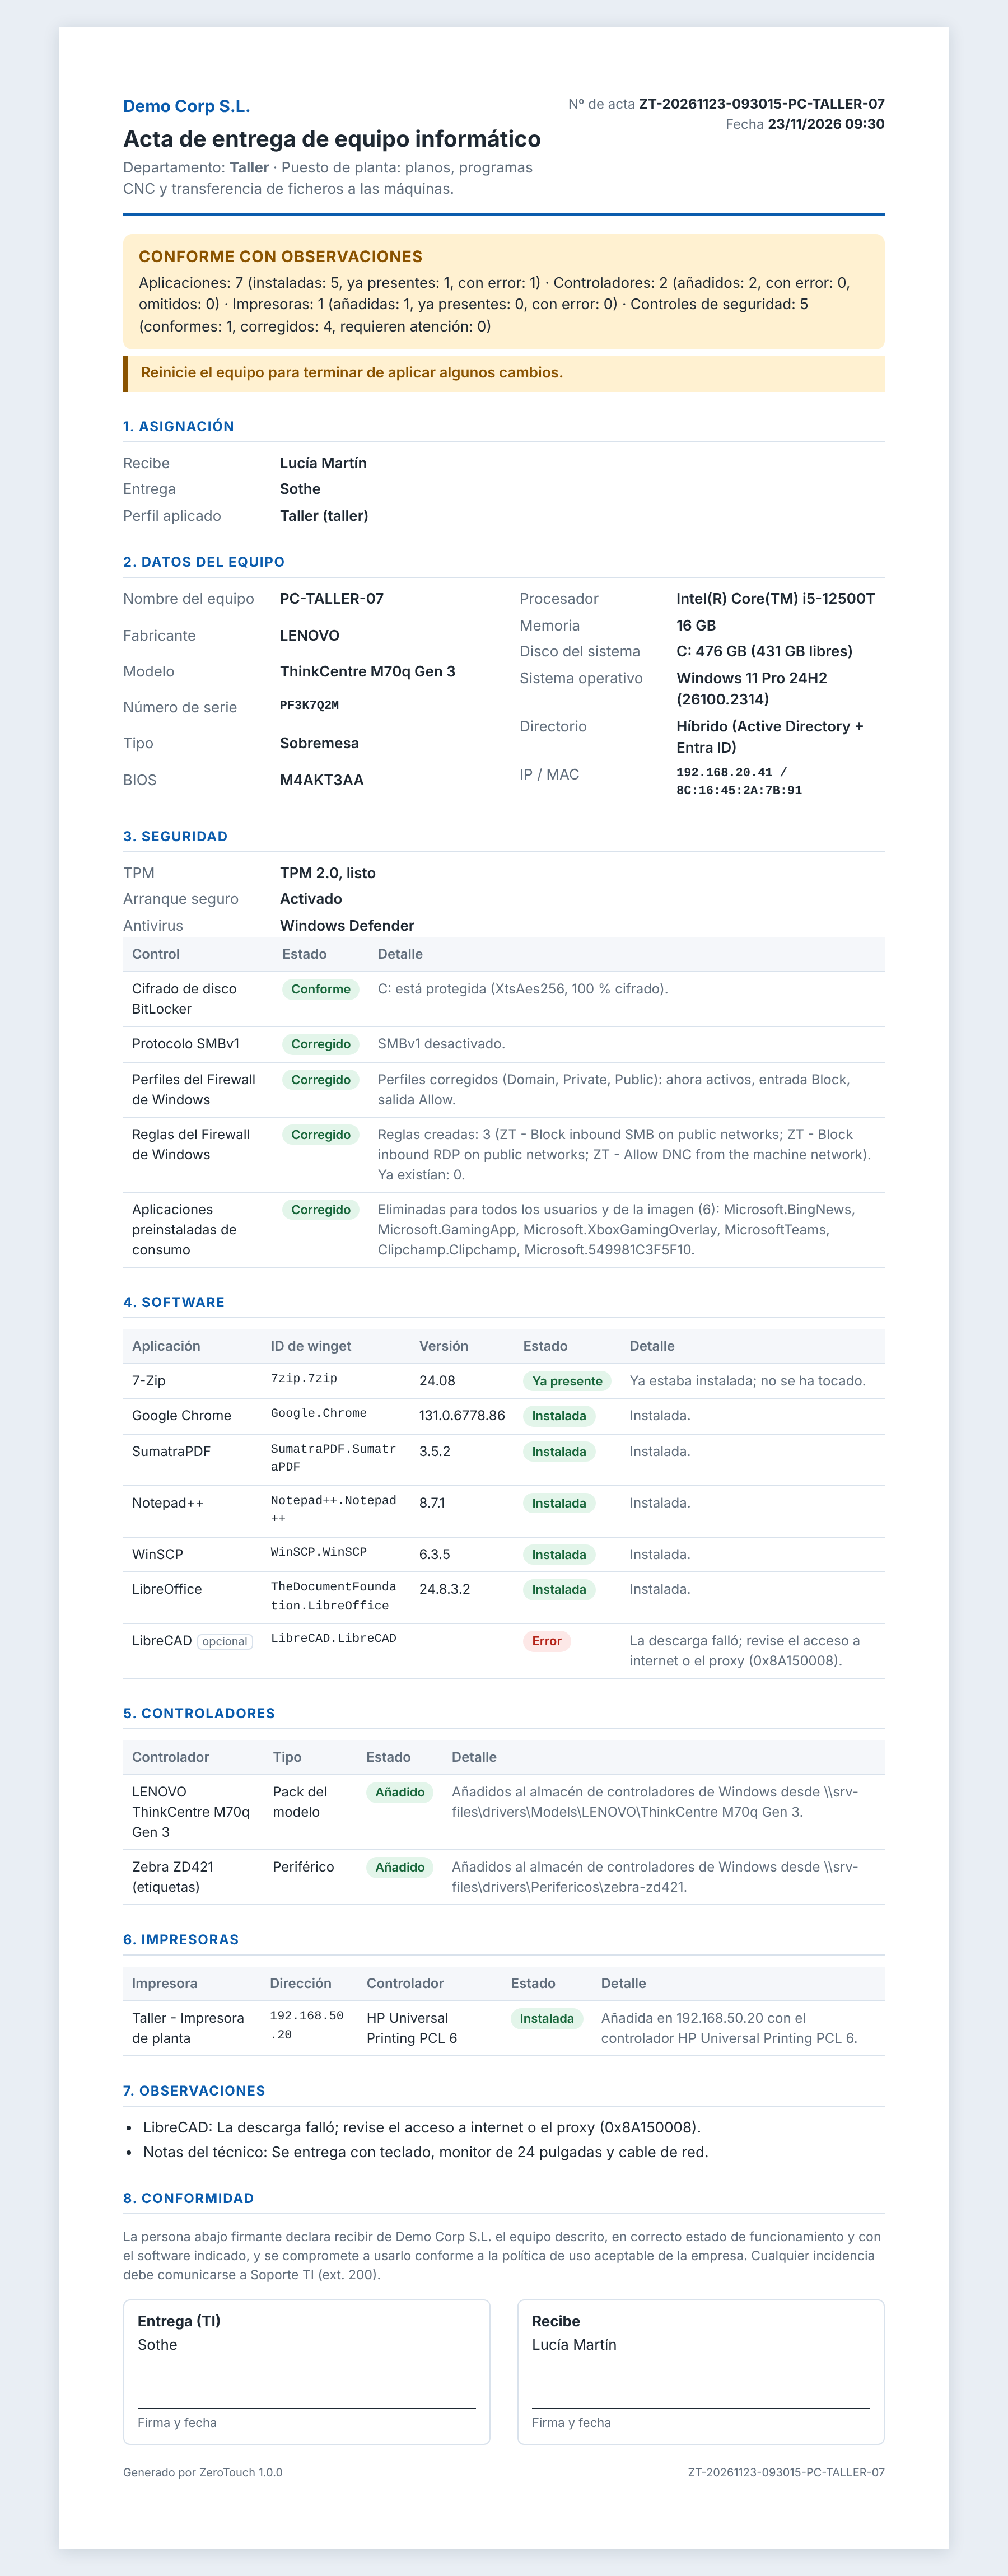 Demo Corp S.L.
Acta de entrega de equipo informático
Departamento: Taller · Puesto de planta: planos, programas
CNC y transferencia de ficheros a las máquinas.
Nº de acta ZT-20261123-093015-PC-TALLER-07
Fecha 23/11/2026 09:30
CONFORME CON OBSERVACIONES
Aplicaciones: 7 (instaladas: 5, ya presentes: 1, con error: 1) · Controladores: 2 (añadidos: 2, con error: 0,
omitidos: 0) · Impresoras: 1 (añadidas: 1, ya presentes: 0, con error: 0) · Controles de seguridad: 5
(conformes: 1, corregidos: 4, requieren atención: 0)
Reinicie el equipo para terminar de aplicar algunos cambios.
1. ASIGNACIÓN
Recibe Lucía Martín
Entrega Sothe
Perfil aplicado Taller (taller)
2. DATOS DEL EQUIPO
Nombre del equipo PC-TALLER-07
Fabricante LENOVO
Modelo ThinkCentre M70q Gen 3
Número de serie PF3K7Q2M
Tipo Sobremesa
BIOS M4AKT3AA
Procesador Intel(R) Core(TM) i5-12500T
Memoria 16 GB
Disco del sistema C: 476 GB (431 GB libres)
Sistema operativo Windows 11 Pro 24H2
(26100.2314)
Directorio Híbrido (Active Directory +
Entra ID)
IP / MAC 192.168.20.41 /
8C:16:45:2A:7B:91
3. SEGURIDAD
TPM TPM 2.0, listo
Arranque seguro Activado
Antivirus Windows Defender
Control Estado Detalle
Cifrado de disco Conforme C: está protegida (XtsAes256, 100 % cifrado).
BitLocker
Protocolo SMBv1 Corregido SMBv1 desactivado.
Perfiles del Firewall Corregido Perfiles corregidos (Domain, Private, Public): ahora activos, entrada Block,
de Windows salida Allow.
Reglas del Firewall Corregido Reglas creadas: 3 (ZT - Block inbound SMB on public networks; ZT - Block
de Windows inbound RDP on public networks; ZT - Allow DNC from the machine network).
Ya existían: 0.
Aplicaciones Corregido Eliminadas para todos los usuarios y de la imagen (6): Microsoft.BingNews,
preinstaladas de Microsoft.GamingApp, Microsoft.XboxGamingOverlay, MicrosoftTeams,
consumo Clipchamp.Clipchamp, Microsoft.549981C3F5F10.
4. SOFTWARE
Aplicación ID de winget Versión Estado Detalle
7-Zip 7zip.7zip 24.08 Ya presente Ya estaba instalada; no se ha tocado.
Google Chrome Google.Chrome 131.0.6778.86 Instalada Instalada.
SumatraPDF SumatraPDF.Sumatr 3.5.2 Instalada Instalada.
aPDF
Notepad++ Notepad++.Notepad 8.7.1 Instalada Instalada.
++
WinSCP WinSCP.WinSCP 6.3.5 Instalada Instalada.
LibreOffice TheDocumentFounda 24.8.3.2 Instalada Instalada.
tion.LibreOffice
LibreCAD opcional LibreCAD.LibreCAD Error La descarga falló; revise el acceso a
internet o el proxy (0x8A150008).
5. CONTROLADORES
Controlador Tipo Estado Detalle
LENOVO Pack del Añadido Añadidos al almacén de controladores de Windows desde \\srv-
ThinkCentre M70q modelo files\drivers\Models\LENOVO\ThinkCentre M70q Gen 3.
Gen 3
Zebra ZD421 Periférico Añadido Añadidos al almacén de controladores de Windows desde \\srv-
(etiquetas) files\drivers\Perifericos\zebra-zd421.
6. IMPRESORAS
Impresora Dirección Controlador Estado Detalle
Taller - Impresora 192.168.50 HP Universal Instalada Añadida en 192.168.50.20 con el
de planta .20 Printing PCL 6 controlador HP Universal Printing PCL 6.
7. OBSERVACIONES
• LibreCAD: La descarga falló; revise el acceso a internet o el proxy (0x8A150008).
• Notas del técnico: Se entrega con teclado, monitor de 24 pulgadas y cable de red.
8. CONFORMIDAD
La persona abajo firmante declara recibir de Demo Corp S.L. el equipo descrito, en correcto estado de funcionamiento y con
el software indicado, y se compromete a usarlo conforme a la política de uso aceptable de la empresa. Cualquier incidencia
debe comunicarse a Soporte TI (ext. 200).
Entrega (TI)
Sothe
Firma y fecha
Recibe
Lucía Martín
Firma y fecha
Generado por ZeroTouch 1.0.0 ZT-20261123-093015-PC-TALLER-07